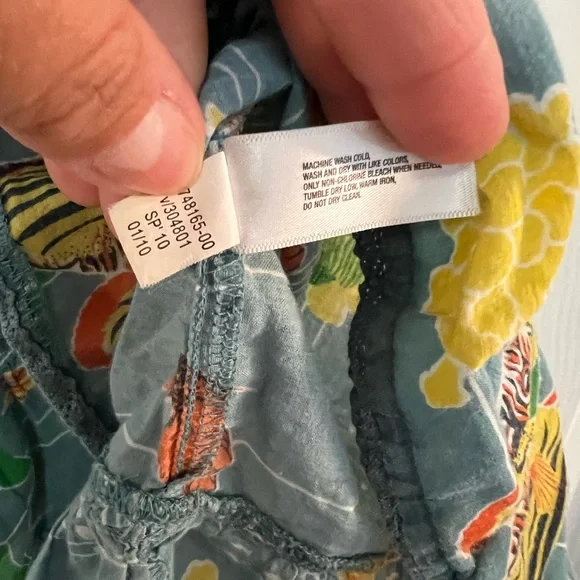 748165-00
V/304801
SP'10
01/10
MACHINE WASH COLD,
WASH AND DRY WITH LIKE COLORS,
ONLY NON-CHLORINE BLEACH WHEN NEEDED,
TUMBLE DRY LOW, WARM IRON,
DO NOT DRY CLEAN.